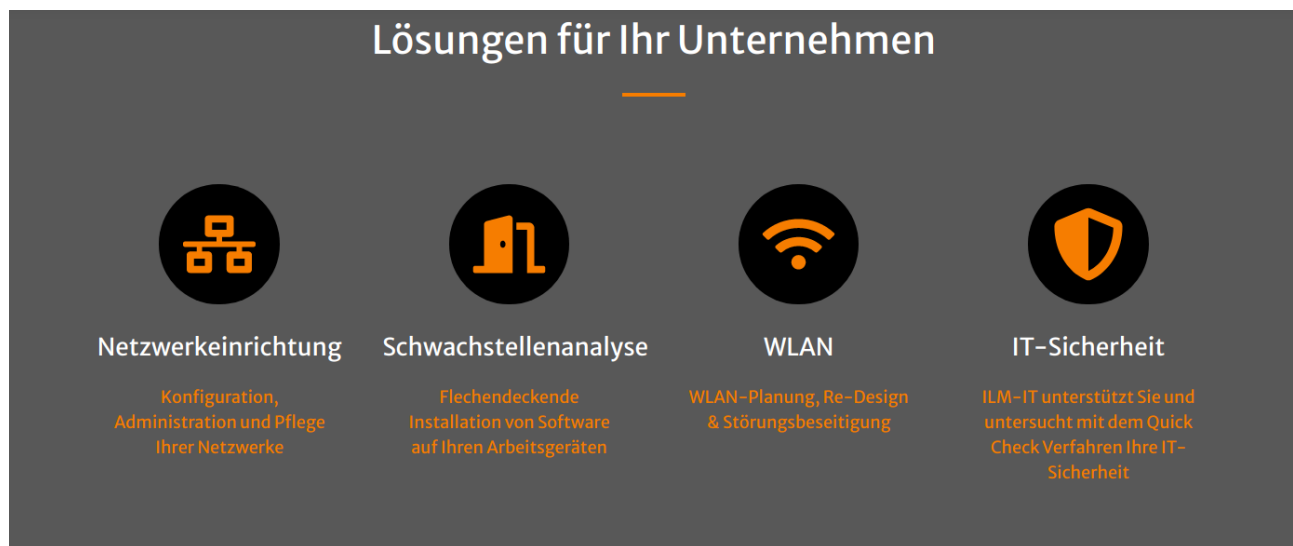 Lösungen für Ihr Unternehmen
Netzwerkeinrichtung
Konfiguration,
Administration und Pflege
Ihrer Netzwerke
Schwachstellenanalyse
Flechendeckende
Installation von Software
auf Ihren Arbeitsgeräten
WLAN
WLAN-Planung, Re-Design
& Störungsbeseitigung
IT-Sicherheit
ILM-IT unterstützt Sie und
untersucht mit dem Quick
Check Verfahren Ihre IT-
Sicherheit